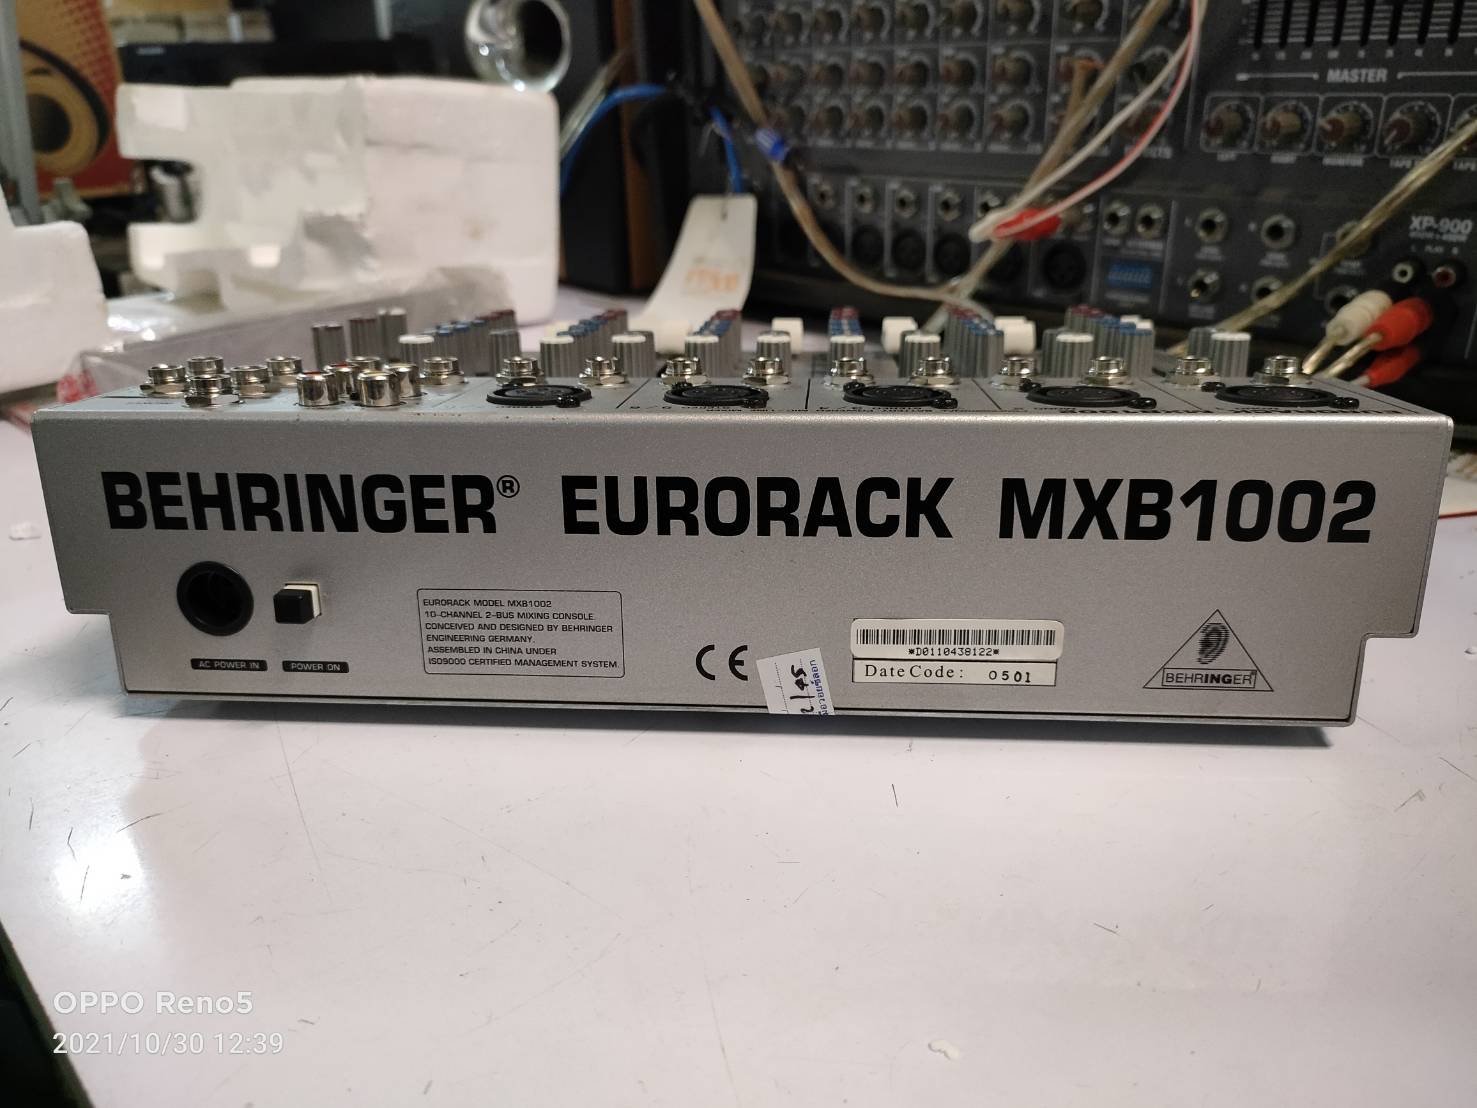 MASTER
XP-900
BEHRINGER® EURORACK MXB1002
AC POWER IN
POWER ON
EURORACK MODEL MXB1002
10-CHANNEL 2-BUS MIXING CONSOLE.
CONCEIVED AND DESIGNED BY BEHRINGER
ENGINEERING GERMANY.
ASSEMBLED IN CHINA UNDER
ISO9000 CERTIFIED MANAGEMENT SYSTEM.
CE
*D0110438122*
Date Code: 0501
BEHRINGER
OPPO Reno5
2021/10/30 12:39